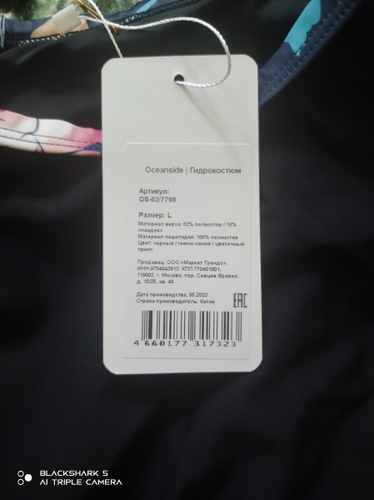 Oceanside | Гидрокостюм
Артикул:
OS-02/7798
Размер: L
Материал верха: 82% полиэстер / 18%
спандекс
Материал подкладки: 100% полиэстер
Цвет: черный / темно-синий / цветочный
принт
Продавец: ООО «Маркет Трендс»,
ИНН 9704043913, КПП 770401001,
119002, г. Москва, пер. Сивцев Вражек,
д. 19/25, кв. 40
Дата производства: 05.2023
Страна-производитель: Китай
EAC
4 660177 317323
BLACKSHARK 5
AI TRIPLE CAMERA